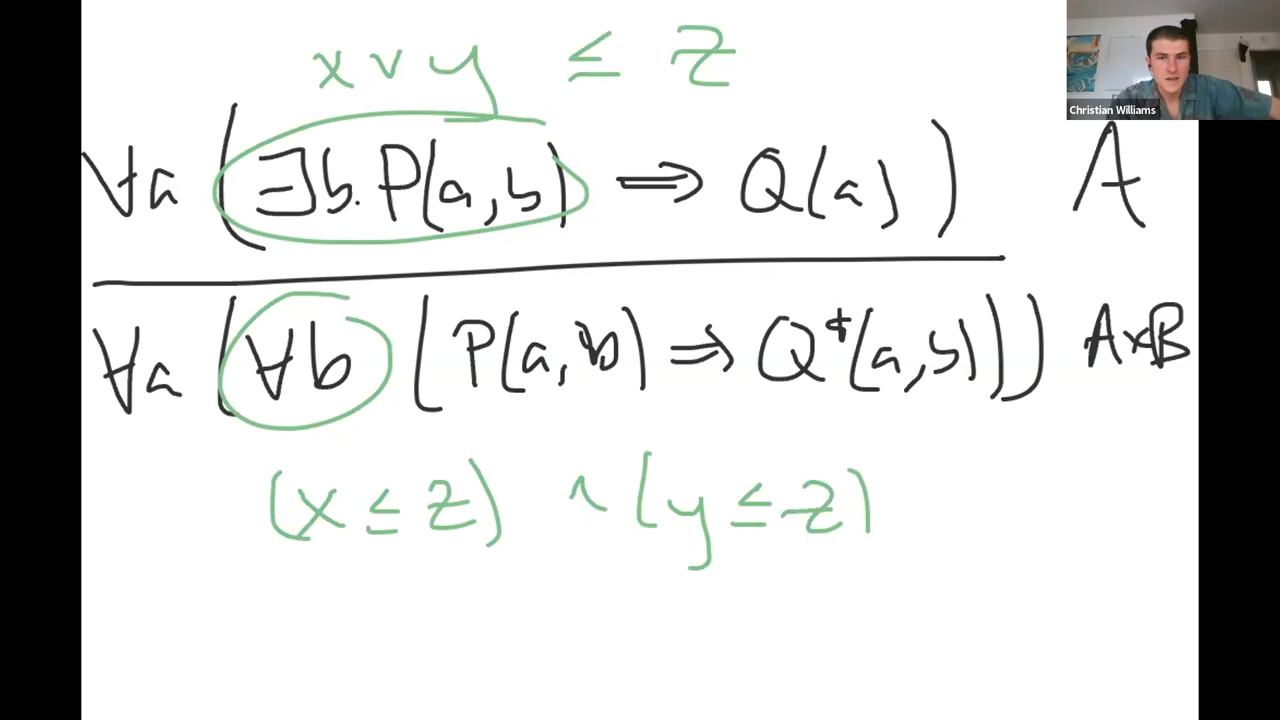 x ∨ y ≤ z
Christian Williams
∀a (∃b. P(a, b) ⟹ Q(a)) A
∀a (∀b (P(a, b) ⟹ Q*(a, b))) A×B
(x ≤ z) ∧ (y ≤ z)